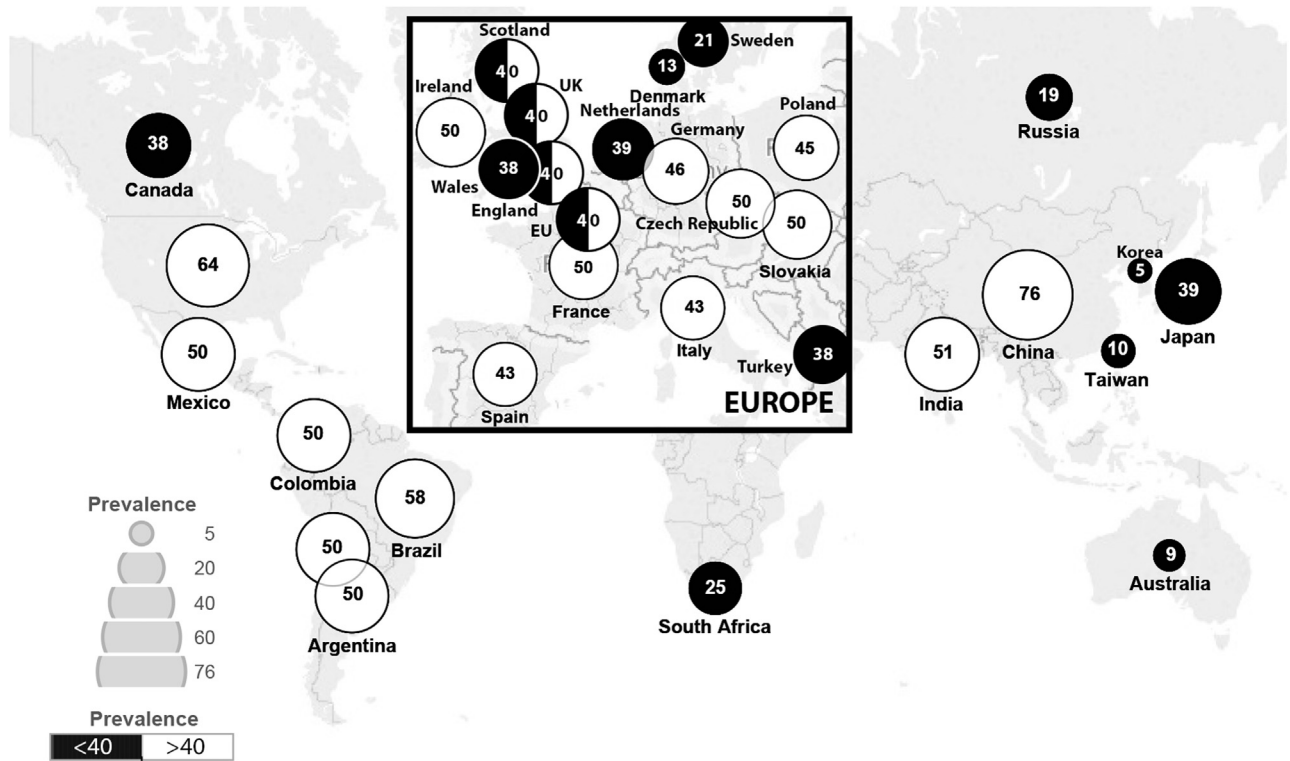 38
Canada
64
50
Mexico
50
Colombia
58
Brazil
50
50
Argentina
Scotland
40
Ireland
50
UK
40
38
Wales
40
England
EU
40
50
France
43
Spain
21
Sweden
13
Denmark
Netherlands
39
Germany
46
Poland
45
50
Czech Republic
50
Slovakia
43
Italy
38
Turkey
EUROPE
19
Russia
Korea
5
39
Japan
76
China
10
Taiwan
51
India
25
South Africa
9
Australia
Prevalence
5
20
40
60
76
Prevalence
<40 >40